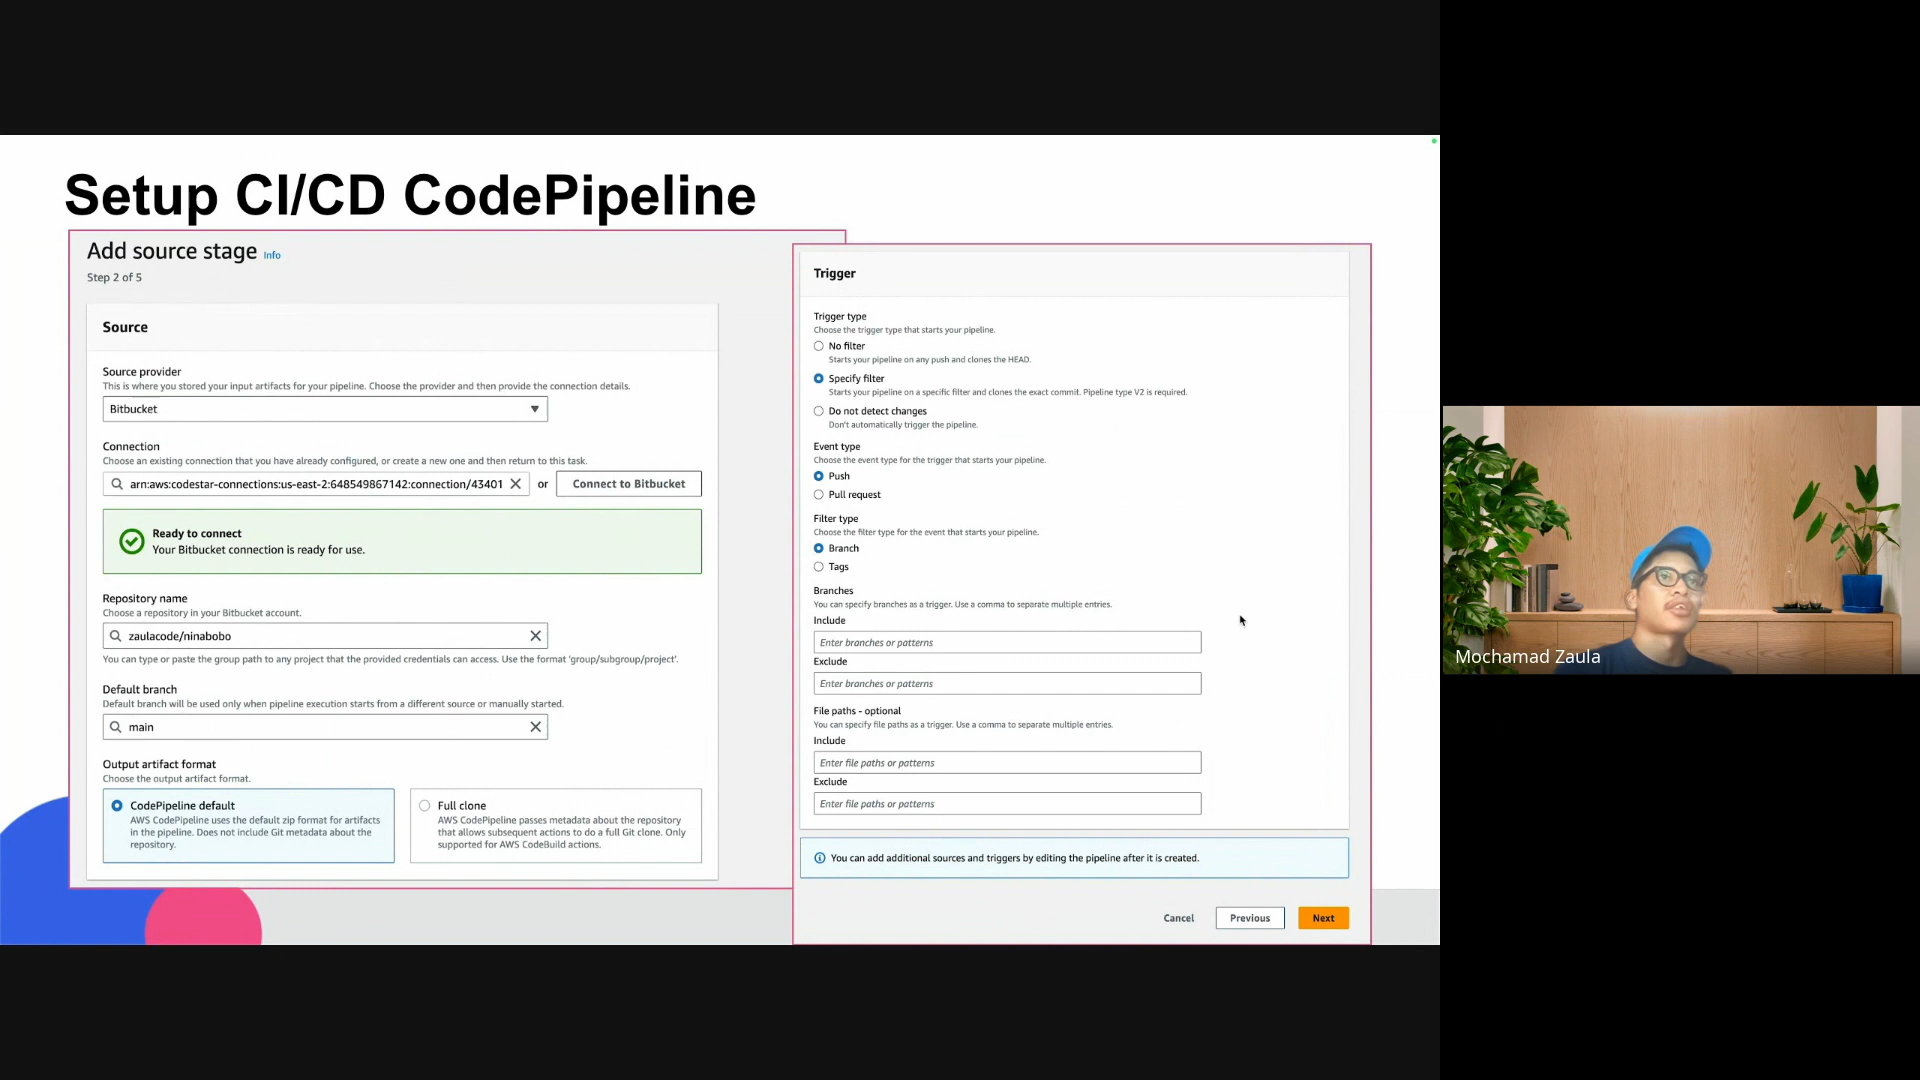 Setup CI/CD CodePipeline
Add source stage Info
Step 2 of 5
Source
Source provider
This is where you stored your input artifacts for your pipeline. Choose the provider and then provide the connection details.
Bitbucket
Connection
Choose an existing connection that you have already configured, or create a new one and then return to this task.
arn:aws:codestar-connections:us-east-2:648549867142:connection/43401 or Connect to Bitbucket
Ready to connect
Your Bitbucket connection is ready for use.
Repository name
Choose a repository in your Bitbucket account.
zaulacode/ninabobo
You can type or paste the group path to any project that the provided credentials can access. Use the format 'group/subgroup/project'.
Default branch
Default branch will be used only when pipeline execution starts from a different source or manually started.
main
Output artifact format
Choose the output artifact format.
CodePipeline default
AWS CodePipeline uses the default zip format for artifacts
in the pipeline. Does not include Git metadata about the
repository.
Full clone
AWS CodePipeline passes metadata about the repository
that allows subsequent actions to do a full Git clone. Only
supported for AWS CodeBuild actions.
Trigger
Trigger type
Choose the trigger type that starts your pipeline.
No filter
Starts your pipeline on any push and clones the HEAD.
Specify filter
Starts your pipeline on a specific filter and clones the exact commit. Pipeline type V2 is required.
Do not detect changes
Don't automatically trigger the pipeline.
Event type
Choose the event type for the trigger that starts your pipeline.
Push
Pull request
Filter type
Choose the filter type for the event that starts your pipeline.
Branch
Tags
Branches
You can specify branches as a trigger. Use a comma to separate multiple entries.
Include
Enter branches or patterns
Exclude
Enter branches or patterns
File paths - optional
You can specify file paths as a trigger. Use a comma to separate multiple entries.
Include
Enter file paths or patterns
Exclude
Enter file paths or patterns
You can add additional sources and triggers by editing the pipeline after it is created.
Cancel Previous Next
Mochamad Zaula